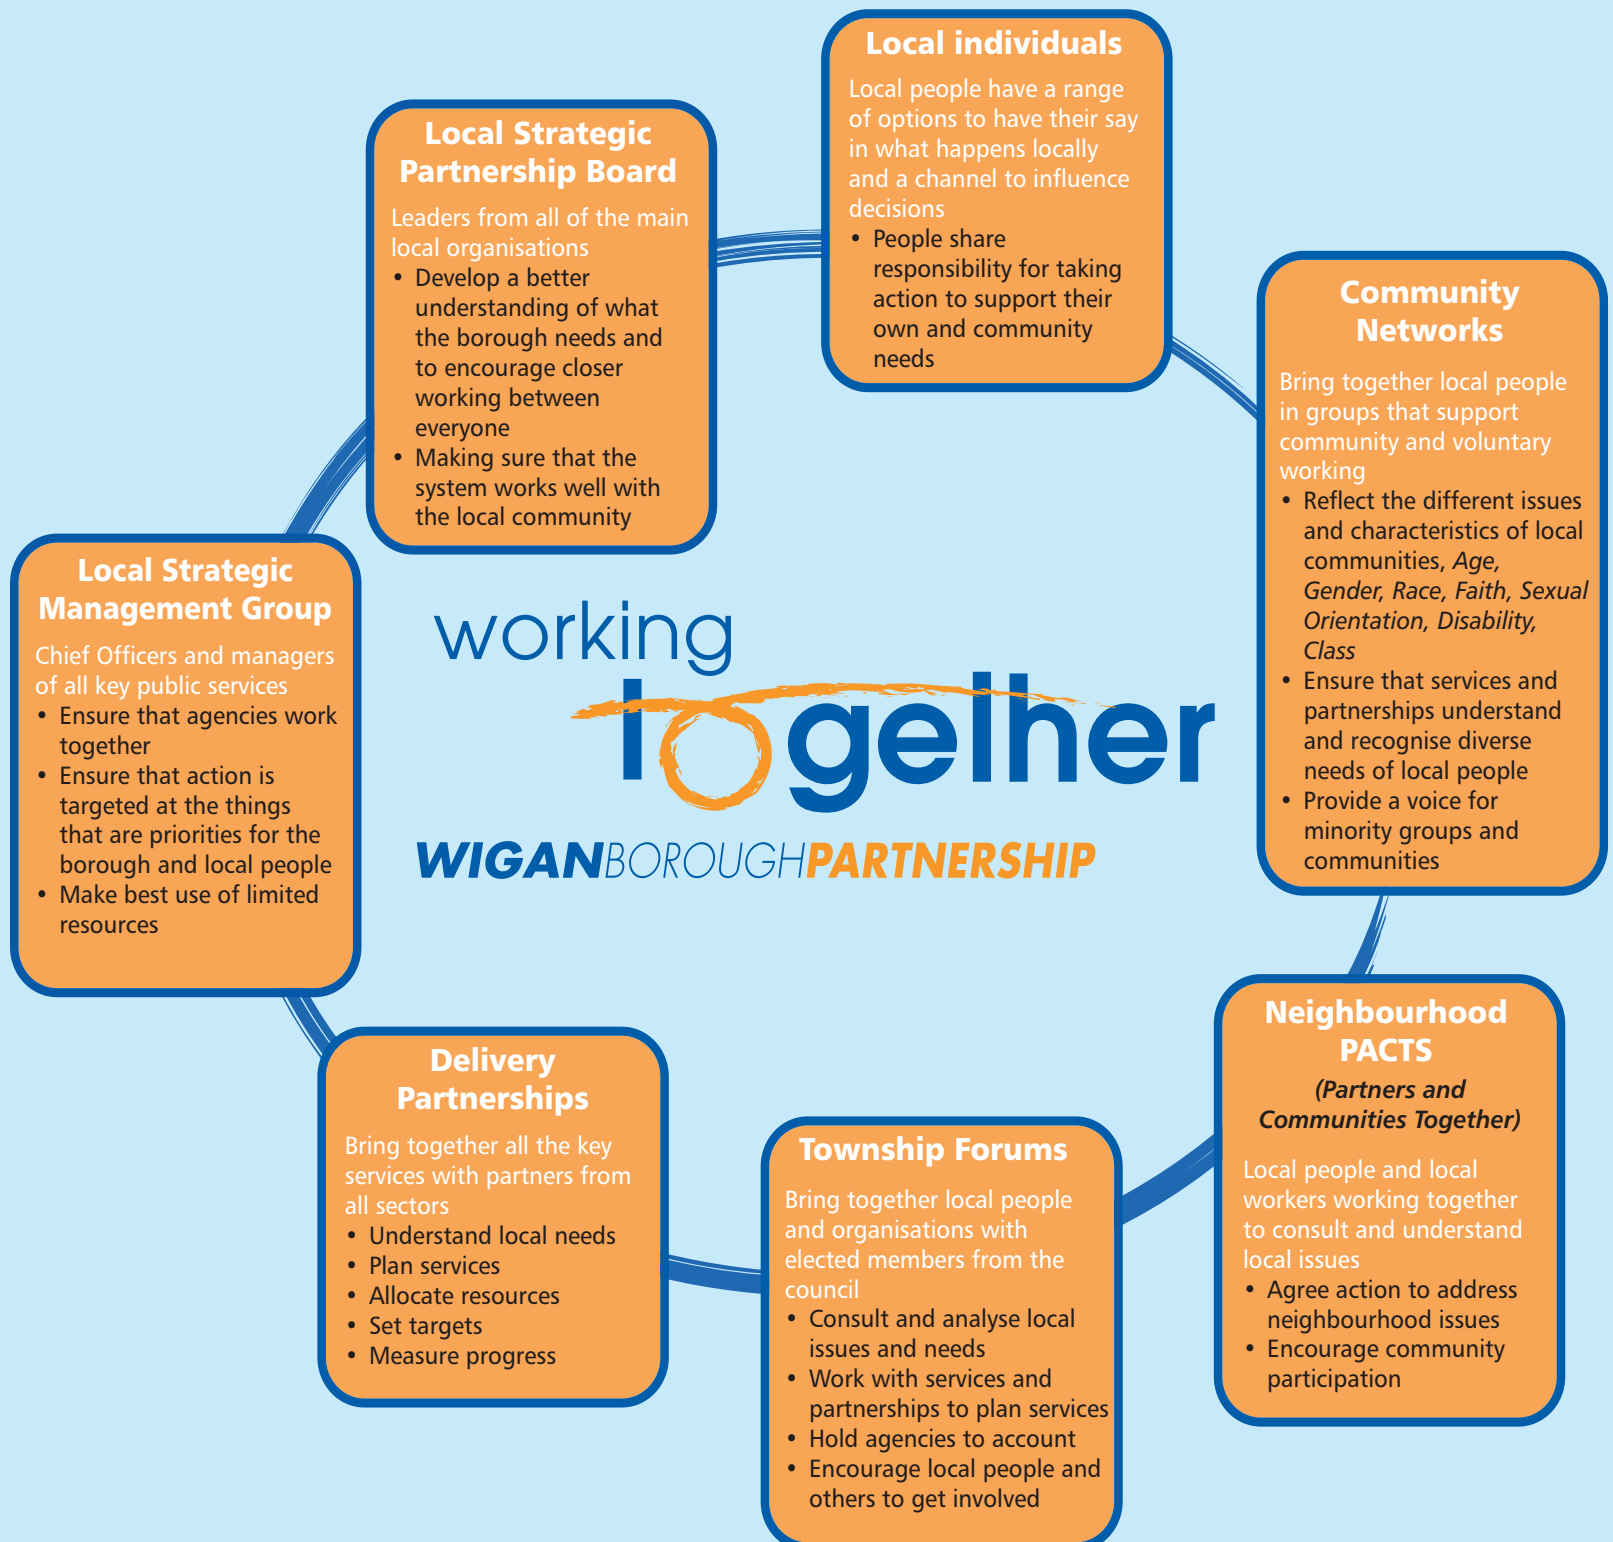 Local individuals
Local people have a range
of options to have their say
in what happens locally
and a channel to influence
decisions
• People share
responsibility for taking
action to support their
own and community
needs
Local Strategic
Partnership Board
Leaders from all of the main
local organisations
• Develop a better
understanding of what
the borough needs and
to encourage closer
working between
everyone
• Making sure that the
system works well with
the local community
Community
Networks
Bring together local people
in groups that support
community and voluntary
working
• Reflect the different issues
and characteristics of local
communities, Age,
Gender, Race, Faith, Sexual
Orientation, Disability,
Class
• Ensure that services and
partnerships understand
and recognise diverse
needs of local people
• Provide a voice for
minority groups and
communities
Local Strategic
Management Group
Chief Officers and managers
of all key public services
• Ensure that agencies work
together
• Ensure that action is
targeted at the things
that are priorities for the
borough and local people
• Make best use of limited
resources
working
together
WIGANBOROUGHPARTNERSHIP
Neighbourhood
PACTS
(Partners and
Communities Together)
Local people and local
workers working together
to consult and understand
local issues
• Agree action to address
neighbourhood issues
• Encourage community
participation
Delivery
Partnerships
Bring together all the key
services with partners from
all sectors
• Understand local needs
• Plan services
• Allocate resources
• Set targets
• Measure progress
Township Forums
Bring together local people
and organisations with
elected members from the
council
• Consult and analyse local
issues and needs
• Work with services and
partnerships to plan services
• Hold agencies to account
• Encourage local people and
others to get involved